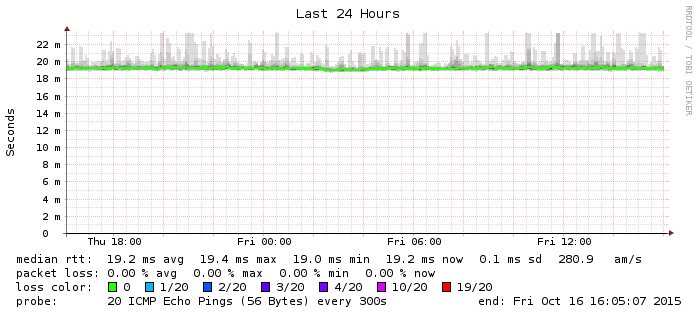 Last 24 Hours
RRDTOOL / TOBI OETIKER
Seconds
22 m
20 m
18 m
16 m
14 m
12 m
10 m
8 m
6 m
4 m
2 m
0
Thu 18:00 Fri 00:00 Fri 06:00 Fri 12:00
median rtt: 19.2 ms avg 19.4 ms max 19.0 ms min 19.2 ms now 0.1 ms sd 280.9 am/s
packet loss: 0.00 % avg 0.00 % max 0.00 % min 0.00 % now
loss color: 0 1/20 2/20 3/20 4/20 10/20 19/20
probe: 20 ICMP Echo Pings (56 Bytes) every 300s end: Fri Oct 16 16:05:07 2015